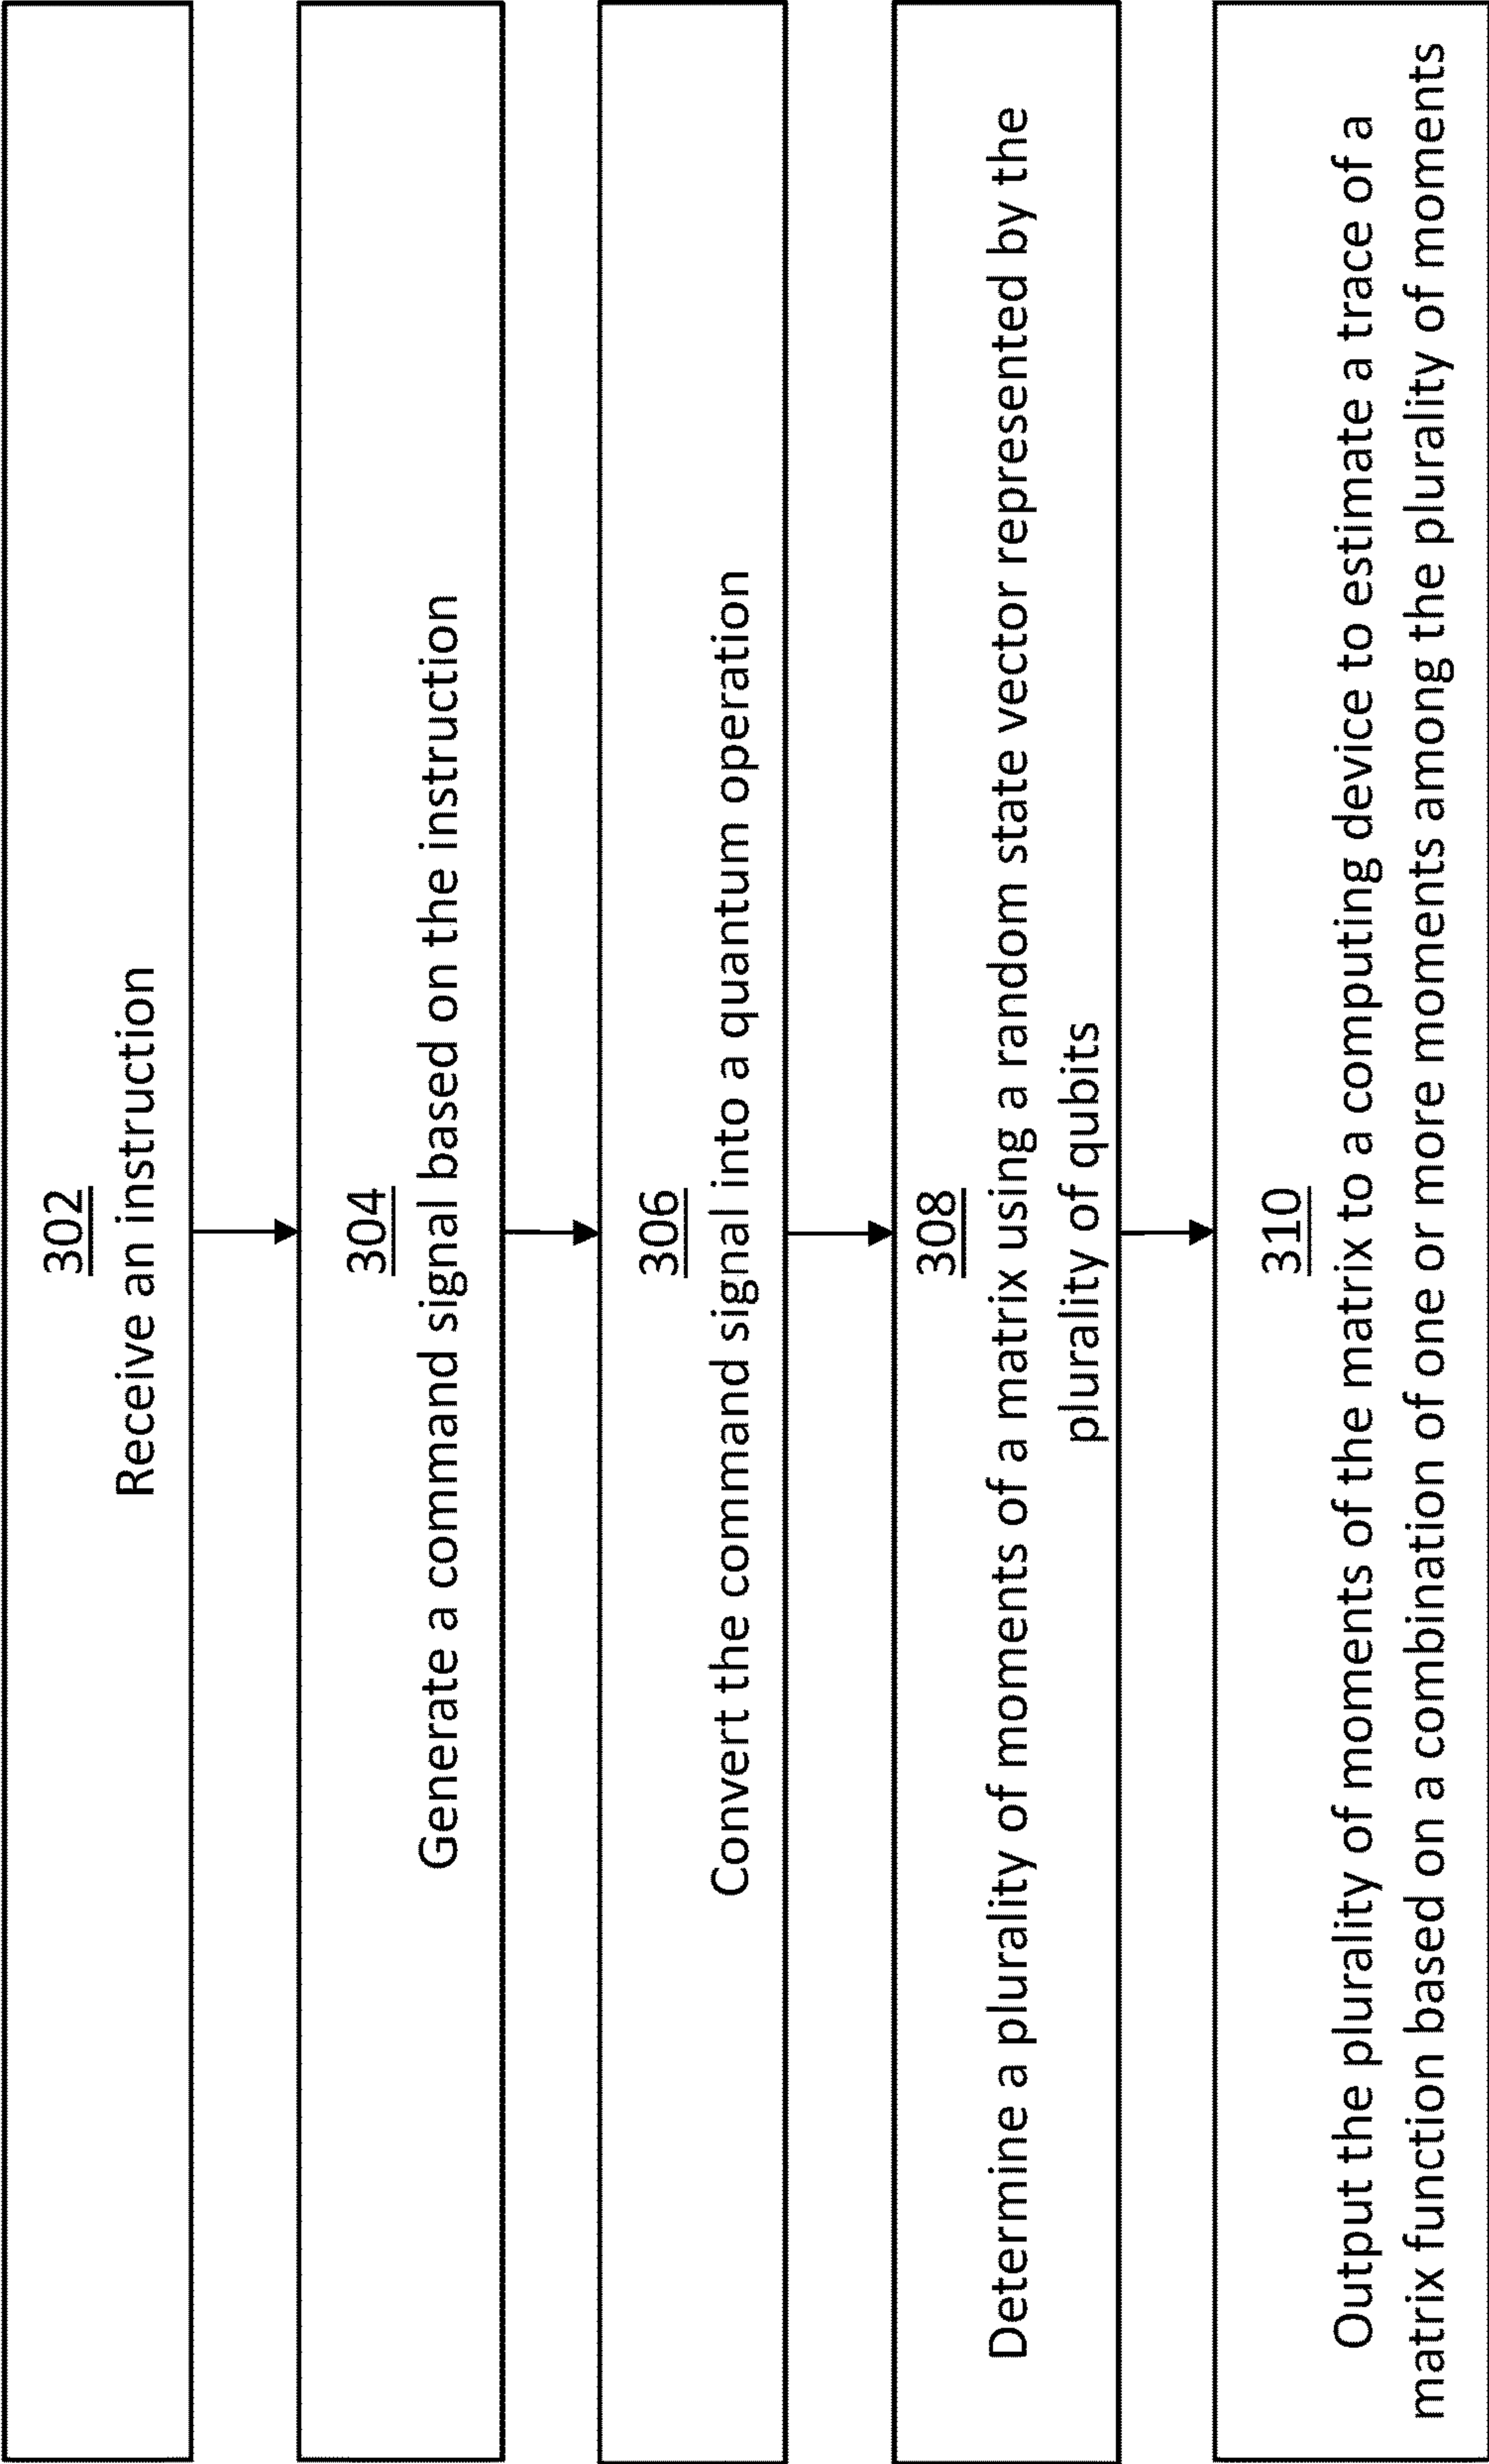 302
Receive an instruction
304
Generate a command signal based on the instruction
306
Convert the command signal into a quantum operation
308
Determine a plurality of moments of a matrix using a random state vector represented by the
plurality of qubits
310
Output the plurality of moments of the matrix to a computing device to estimate a trace of a
matrix function based on a combination of one or more moments among the plurality of moments